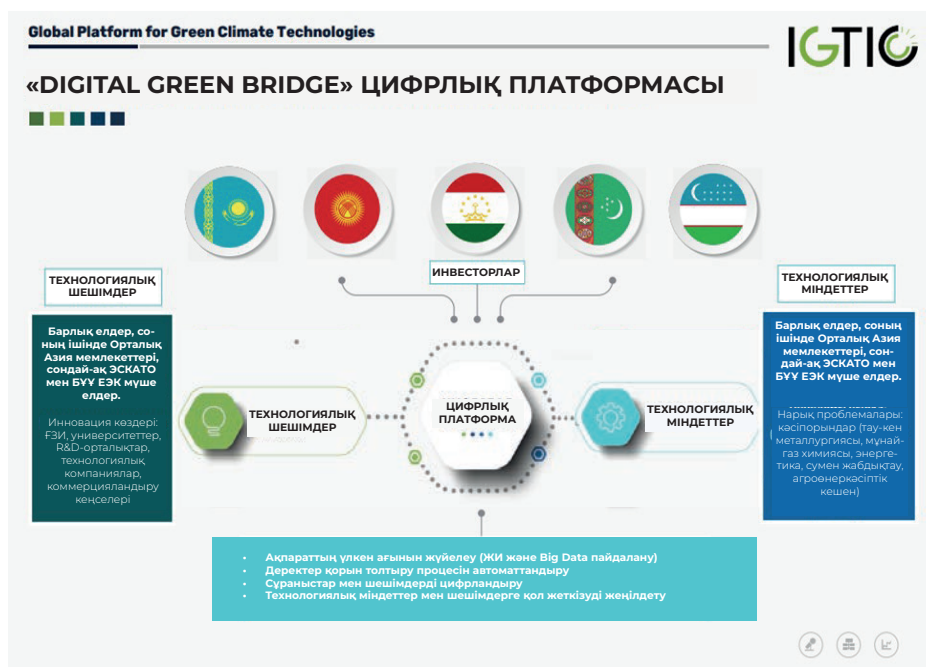 Global Platform for Green Climate Technologies
IGTIC
«DIGITAL GREEN BRIDGE» ЦИФРЛЫҚ ПЛАТФОРМАСЫ
ИНВЕСТОРЛАР
ТЕХНОЛОГИЯЛЫҚ
ШЕШІМДЕР
Барлық елдер, со-
ның ішінде Орталық
Азия мемлекеттері,
сондай-ақ ЭСКАТО
мен БҰҰ ЕЭК мүше
елдер.
Инновация көздері:
ҒЗИ, университеттер,
R&D-орталықтар,
технологиялық
компаниялар,
коммерцияландыру
кеңселері
ТЕХНОЛОГИЯЛЫҚ
ШЕШІМДЕР
ЦИФРЛЫҚ
ПЛАТФОРМА
ТЕХНОЛОГИЯЛЫҚ
МІНДЕТТЕР
ТЕХНОЛОГИЯЛЫҚ
МІНДЕТТЕР
Барлық елдер, соның
ішінде Орталық Азия
мемлекеттері, сон-
дай-ақ ЭСКАТО мен
БҰҰ ЕЭК мүше елдер.
Нарық проблемалары:
кәсіпорындар (тау-кен
металлургиясы, мұнай-
газ химиясы, энерге-
тика, сумен жабдықтау,
агроөнеркәсіптік
кешен)
• Ақпараттың үлкен ағынын жүйелеу (ЖИ және Big Data пайдалану)
• Деректер қорын толтыру процесін автоматтандыру
• Сұраныстар мен шешімдерді цифрландыру
• Технологиялық міндеттер мен шешімдерге қол жеткізуді жеңілдету